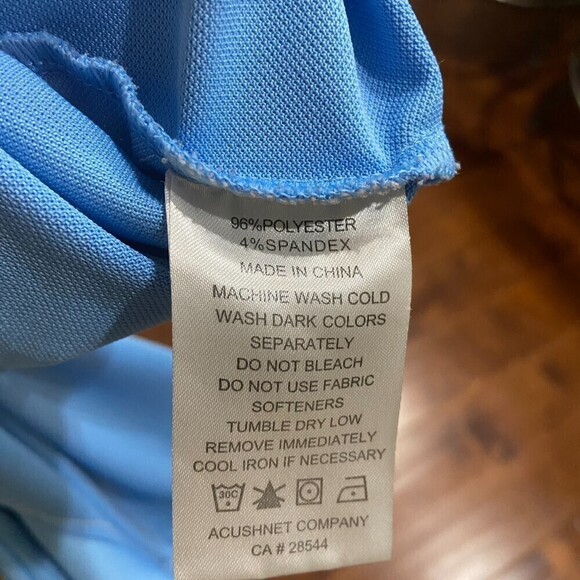 96%POLYESTER
4%SPANDEX
MADE IN CHINA
MACHINE WASH COLD
WASH DARK COLORS
SEPARATELY
DO NOT BLEACH
DO NOT USE FABRIC
SOFTENERS
TUMBLE DRY LOW
REMOVE IMMEDIATELY
COOL IRON IF NECESSARY
30C
ACUSHNET COMPANY
CA # 28544